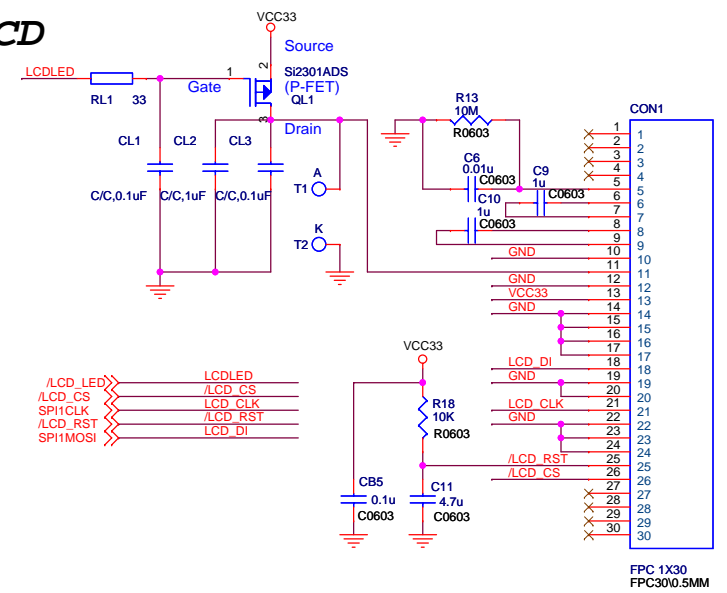 CD
VCC33
Source
LCDLED
1
2
Si2301ADS
(P-FET)
QL1
Gate
RL1 33
3
Drain
CL1 CL2 CL3
C/C,0.1uF C/C,1uF C/C,0.1uF
A
T1
K
T2
R13
10M
R0603
C6
0.01u
C0603
C9
1u
C0603
C10
1u
C0603
CON1
1 1
2 2
3 3
4 4
5 5
6 6
7 7
8 8
9 9
GND 10 10
11 11
GND 12 12
VCC33 13 13
GND 14 14
15 15
16 16
17 17
LCD_DI 18 18
GND 19 19
20 20
LCD_CLK 21 21
GND 22 22
23 23
24 24
/LCD_RST 25 25
/LCD_CS 26 26
27 27
28 28
29 29
30 30
FPC 1X30
FPC30\0.5MM
VCC33
R18
10K
R0603
CB5
0.1u
C0603
C11
4.7u
C0603
/LCD_LED LCDLED
/LCD_CS /LCD_CS
SPI1CLK LCD_CLK
/LCD_RST /LCD_RST
SPI1MOSI LCD_DI